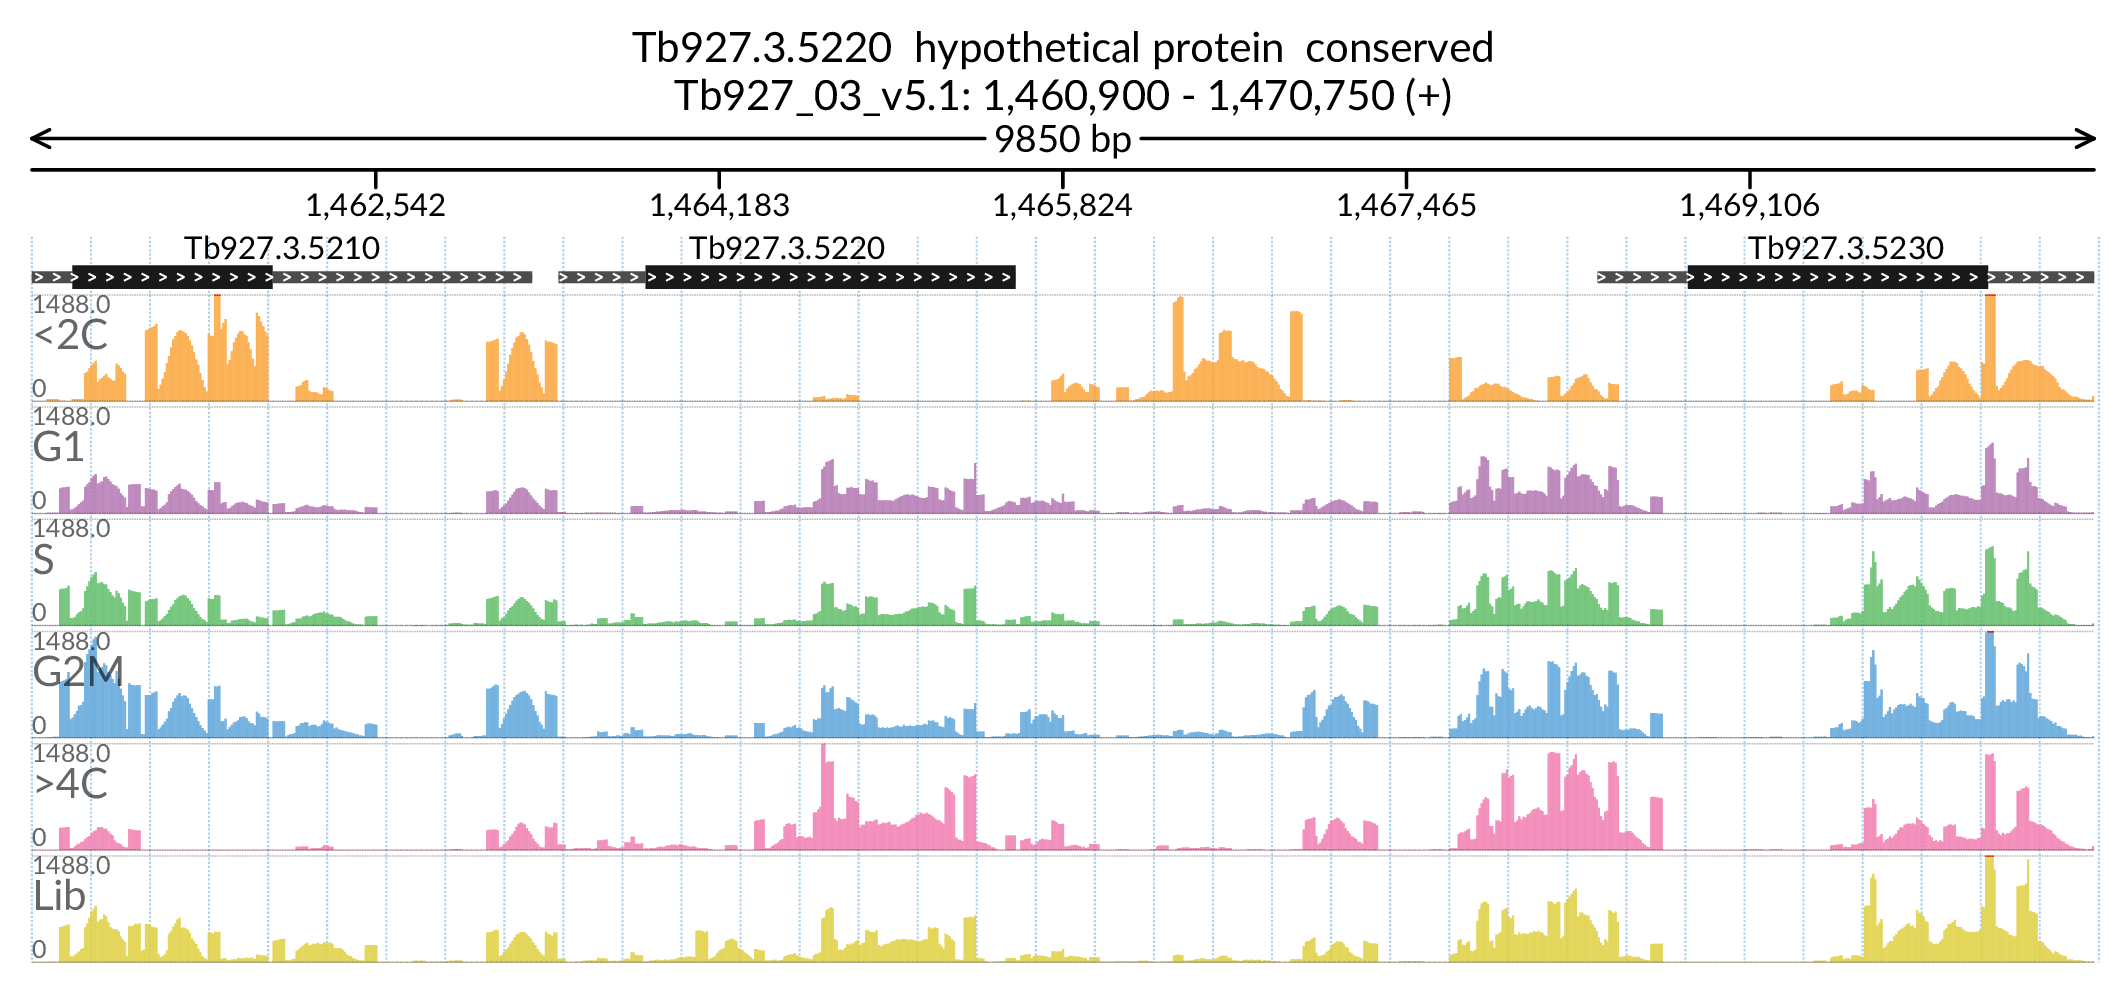 Tb927.3.5220 hypothetical protein conserved
Tb927_03_v5.1: 1,460,900 - 1,470,750 (+)
9850 bp
1,462,542 1,464,183 1,465,824 1,467,465 1,469,106
Tb927.3.5210 Tb927.3.5220 Tb927.3.5230
1488.0
<2C
0
1488.0
G1
0
1488.0
S
0
1488.0
G2M
0
1488.0
>4C
0
1488.0
Lib
0